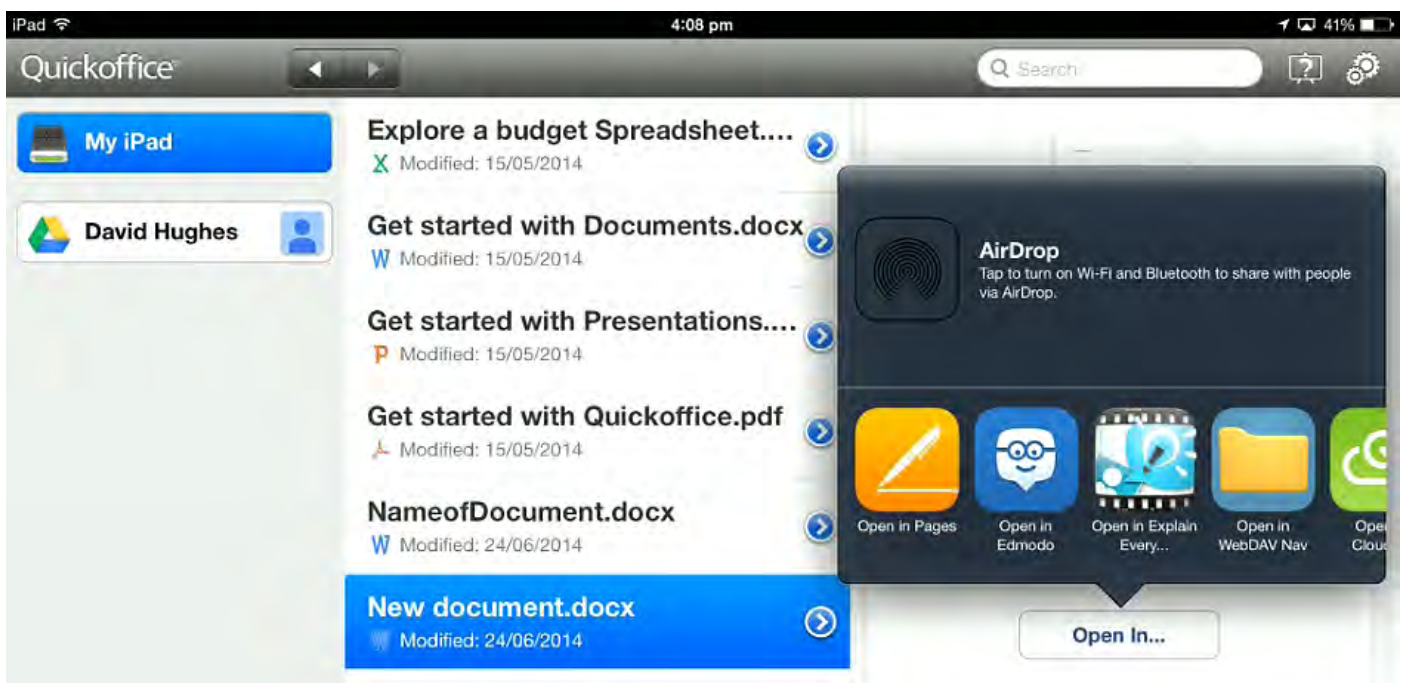 iPad 4:08 pm 41%
Quickoffice Search ?
My iPad
David Hughes
Explore a budget Spreadsheet....
X Modified: 15/05/2014
Get started with Documents.docx
W Modified: 15/05/2014
Get started with Presentations....
P Modified: 15/05/2014
Get started with Quickoffice.pdf
Modified: 15/05/2014
NameofDocument.docx
W Modified: 24/06/2014
New document.docx
W Modified: 24/06/2014
AirDrop
Tap to turn on Wi-Fi and Bluetooth to share with people
via AirDrop.
Open in Pages
Open in
Edmodo
Open in Explain
Every...
Open in
WebDAV Nav
Open In...